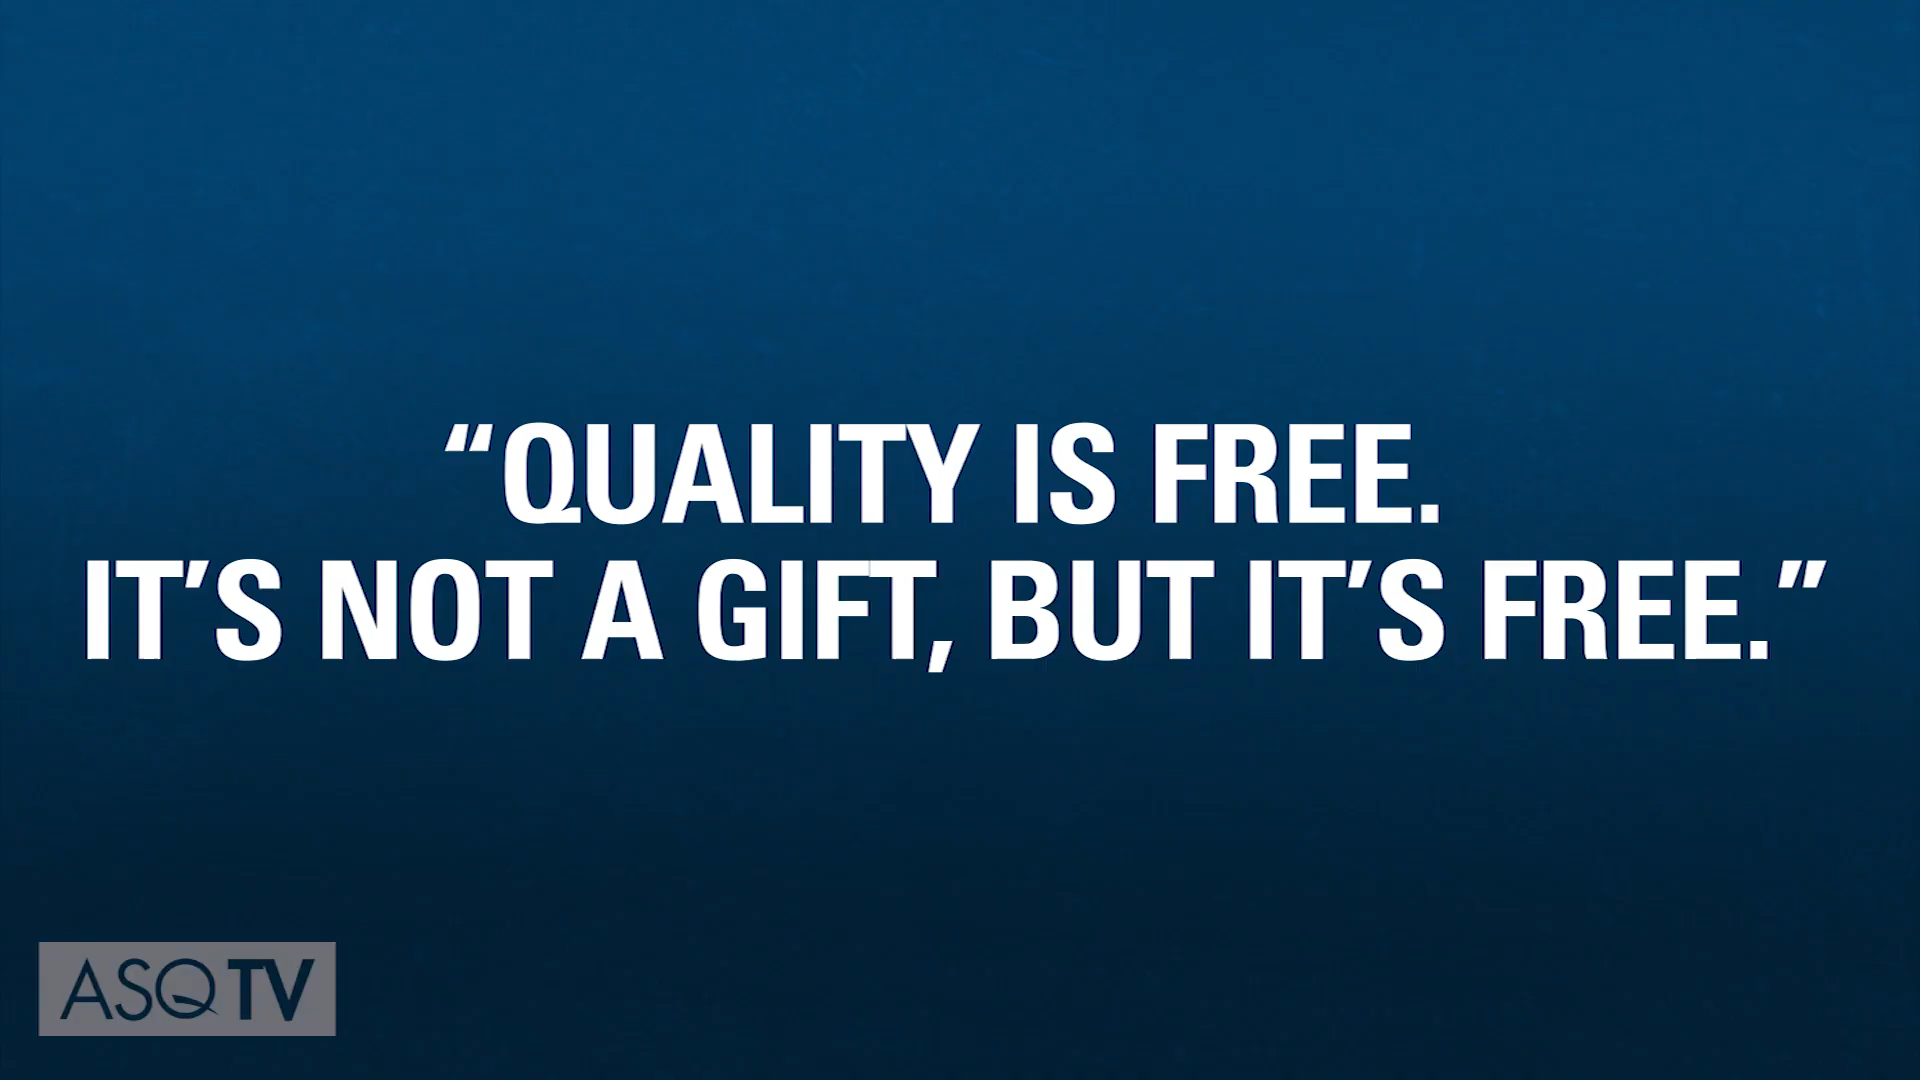 “QUALITY IS FREE.
IT’S NOT A GIFT, BUT IT’S FREE.”
ASQ TV